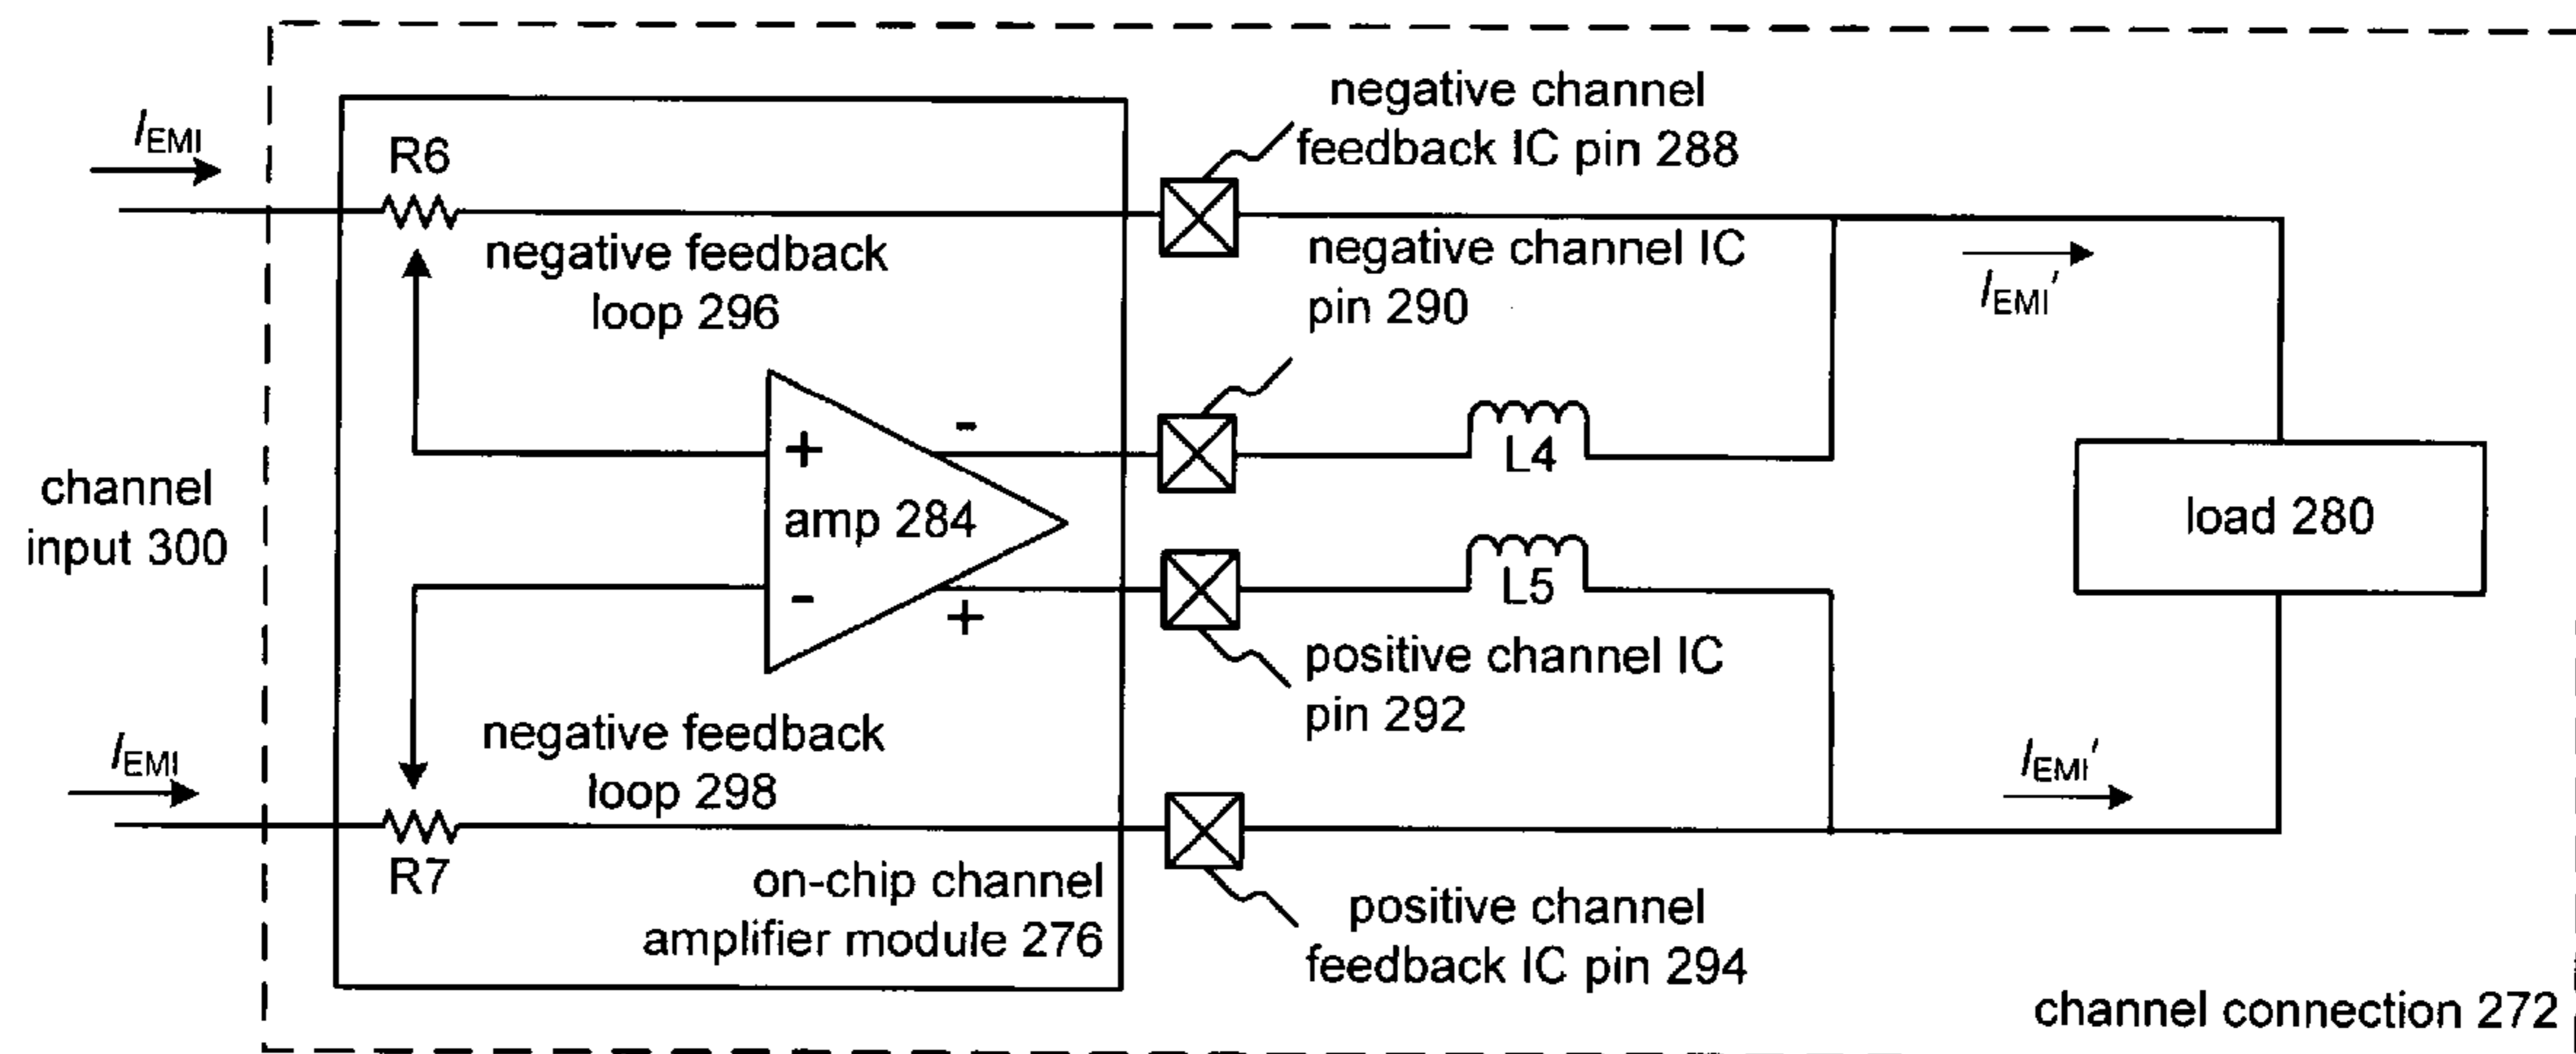 negative channel
feedback IC pin 288
I_EMI
R6
negative feedback
loop 296
negative channel IC
pin 290
I_EMI'
+
-
L4
channel
input 300
amp 284
load 280
L5
-
+
positive channel IC
pin 292
negative feedback
loop 298
I_EMI
I_EMI'
R7
on-chip channel
amplifier module 276
positive channel
feedback IC pin 294
channel connection 272